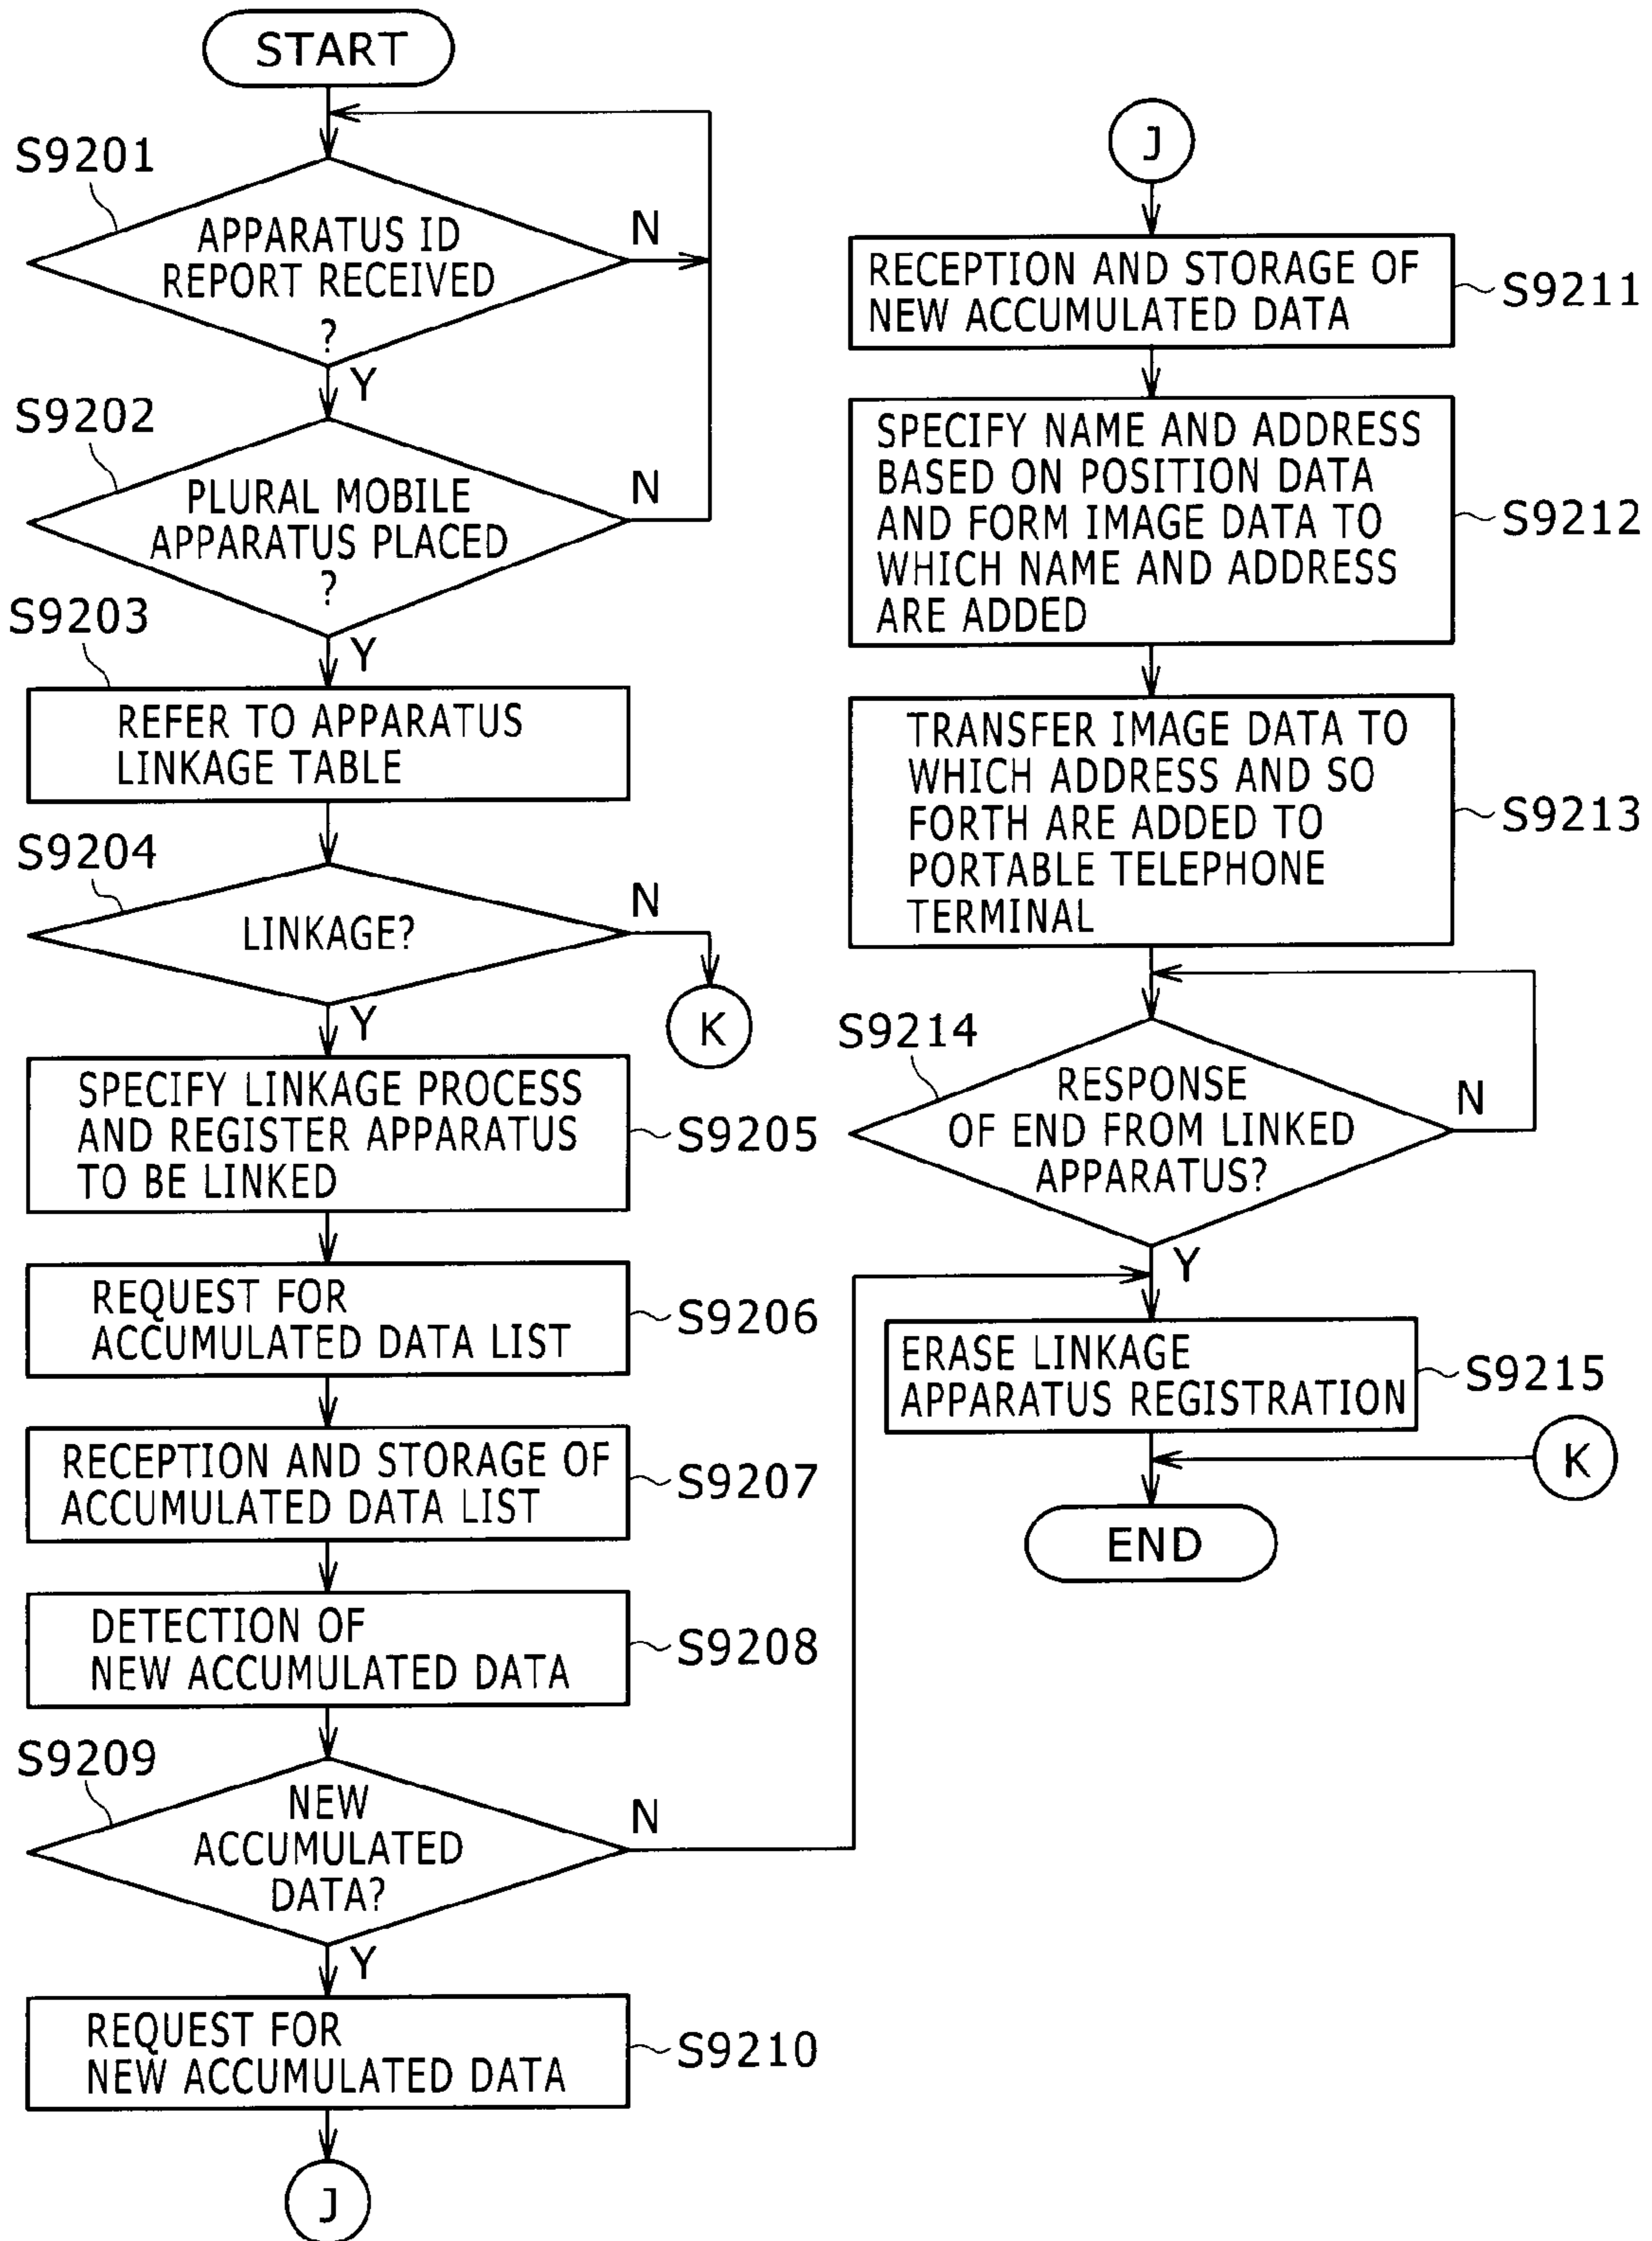 START
S9201
APPARATUS ID
REPORT RECEIVED
?
N
Y
S9202
PLURAL MOBILE
APPARATUS PLACED
?
N
Y
S9203
REFER TO APPARATUS
LINKAGE TABLE
S9204
LINKAGE?
N
K
Y
SPECIFY LINKAGE PROCESS
AND REGISTER APPARATUS
TO BE LINKED
S9205
REQUEST FOR
ACCUMULATED DATA LIST
S9206
RECEPTION AND STORAGE OF
ACCUMULATED DATA LIST
S9207
DETECTION OF
NEW ACCUMULATED DATA
S9208
S9209
NEW
ACCUMULATED
DATA?
N
Y
REQUEST FOR
NEW ACCUMULATED DATA
S9210
J
J
RECEPTION AND STORAGE OF
NEW ACCUMULATED DATA
S9211
SPECIFY NAME AND ADDRESS
BASED ON POSITION DATA
AND FORM IMAGE DATA TO
WHICH NAME AND ADDRESS
ARE ADDED
S9212
TRANSFER IMAGE DATA TO
WHICH ADDRESS AND SO
FORTH ARE ADDED TO
PORTABLE TELEPHONE
TERMINAL
S9213
S9214
RESPONSE
OF END FROM LINKED
APPARATUS?
N
Y
ERASE LINKAGE
APPARATUS REGISTRATION
S9215
K
END